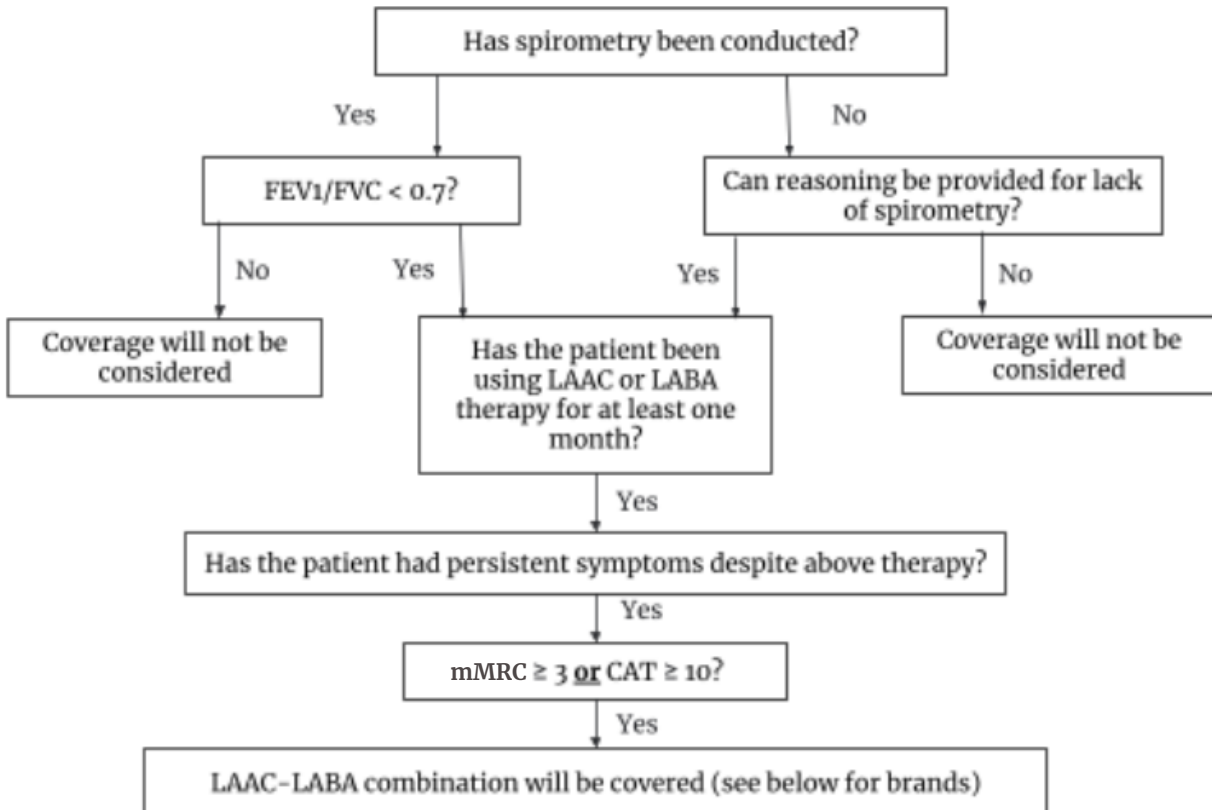 Has spirometry been conducted?
Yes
No
FEV1/FVC < 0.7?
Can reasoning be provided for lack
of spirometry?
No
Yes
Yes
No
Coverage will not be
considered
Has the patient been
using LAAC or LABA
therapy for at least one
month?
Coverage will not be
considered
Yes
Has the patient had persistent symptoms despite above therapy?
Yes
mMRC ≥ 3 or CAT ≥ 10?
Yes
LAAC-LABA combination will be covered (see below for brands)